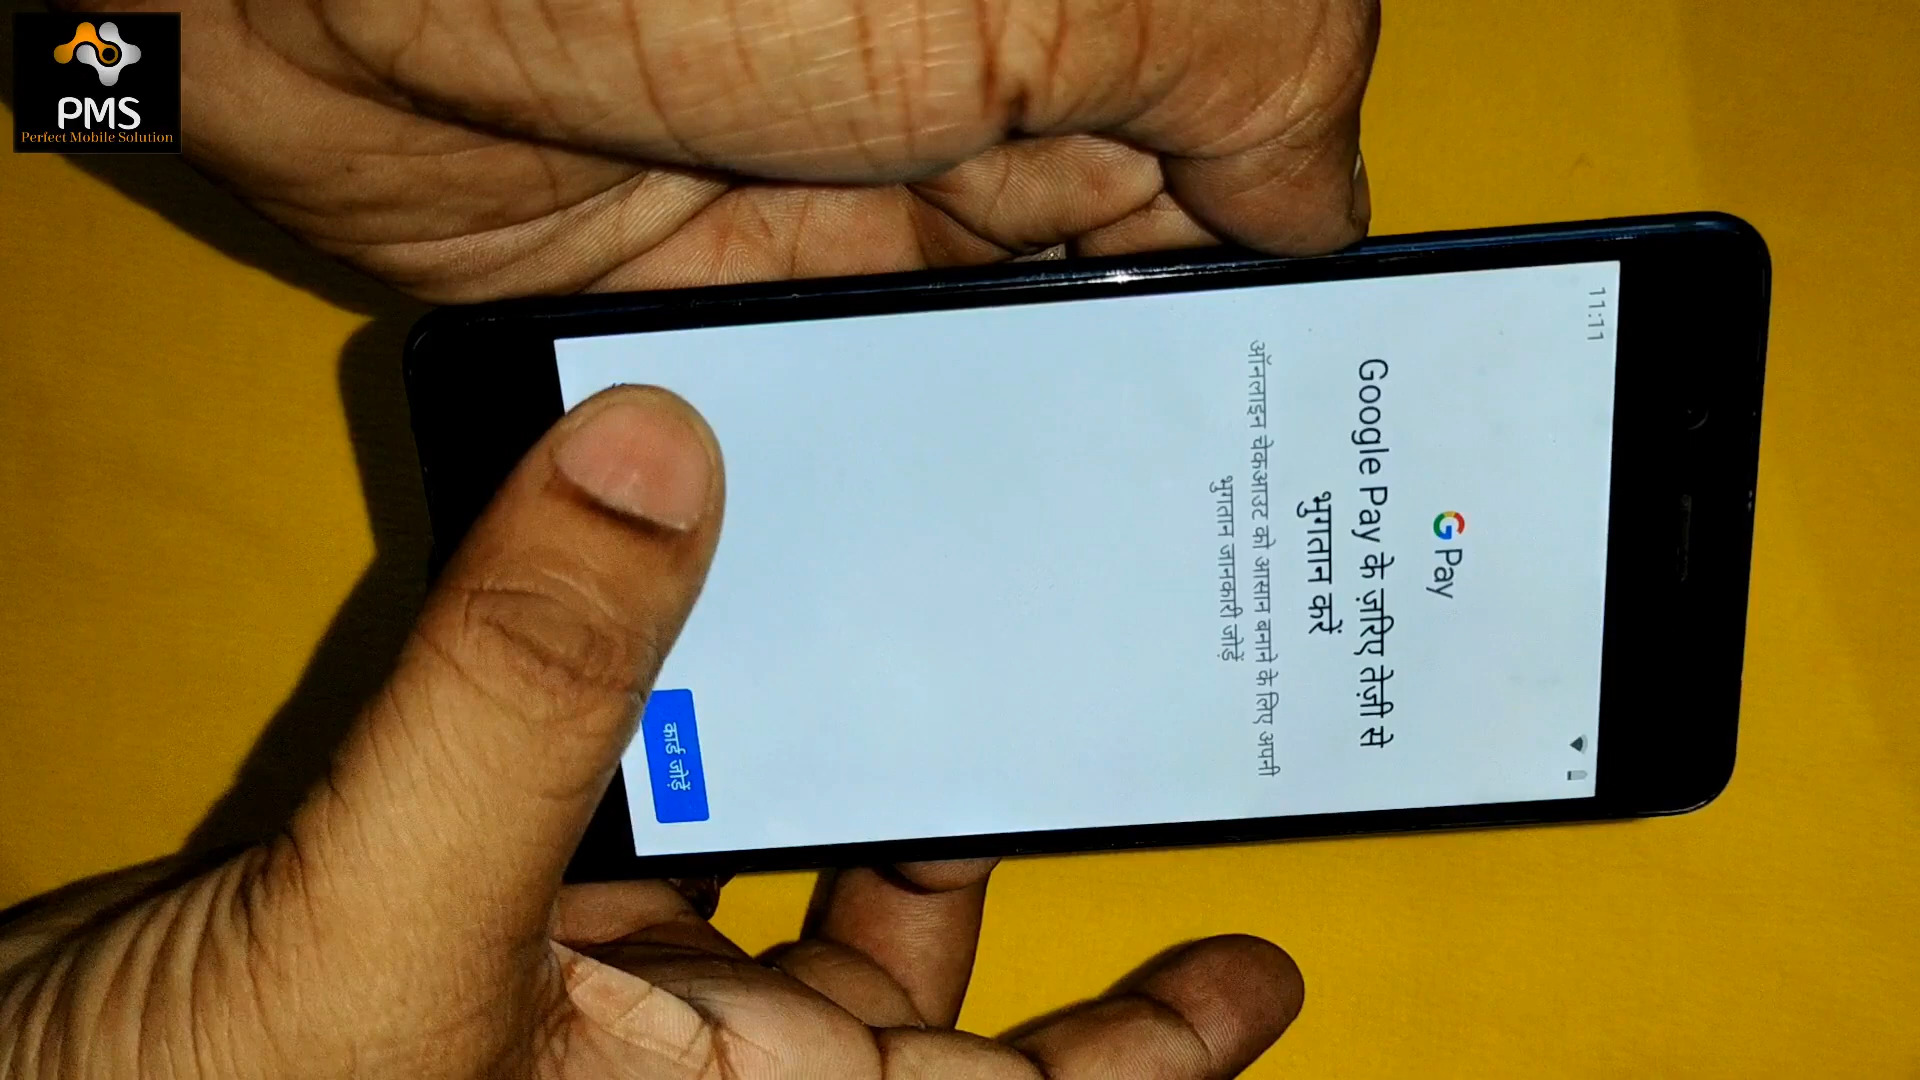 PMS
Perfect Mobile Solution
11:11
G Pay
Google Pay के ज़रिए तेज़ी से
भुगतान करें
ऑनलाइन चेकआउट को आसान बनाने के लिए अपनी
भुगतान जानकारी जोड़ें
कार्ड जोड़ें